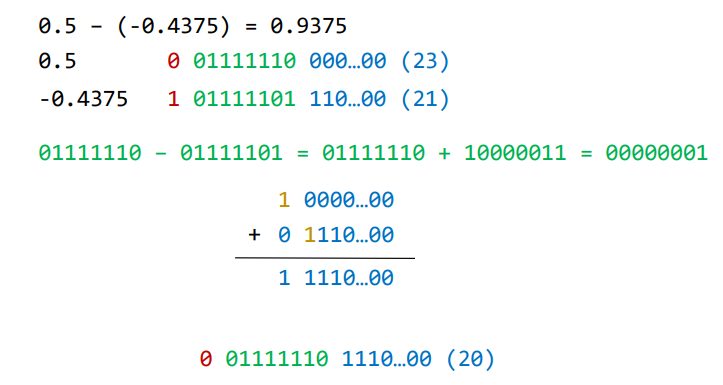 0.5 – (-0.4375) = 0.9375
0.5 0 01111110 000…00 (23)
-0.4375 1 01111101 110…00 (21)
01111110 – 01111101 = 01111110 + 10000011 = 00000001
1 0000…00
+ 0 1110…00
1 1110…00
0 01111110 1110…00 (20)